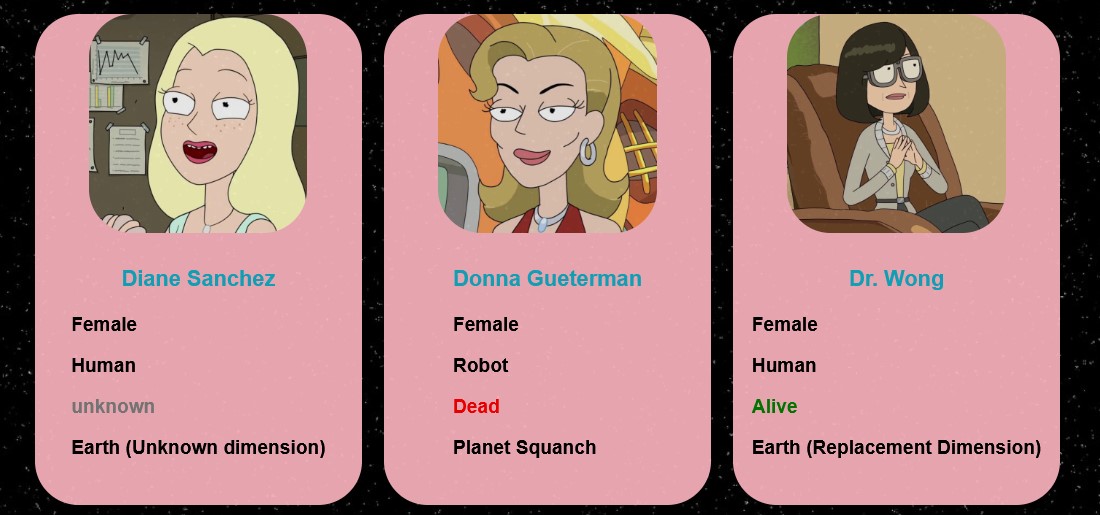 Diane Sanchez
Female
Human
unknown
Earth (Unknown dimension)
Donna Gueterman
Female
Robot
Dead
Planet Squanch
Dr. Wong
Female
Human
Alive
Earth (Replacement Dimension)